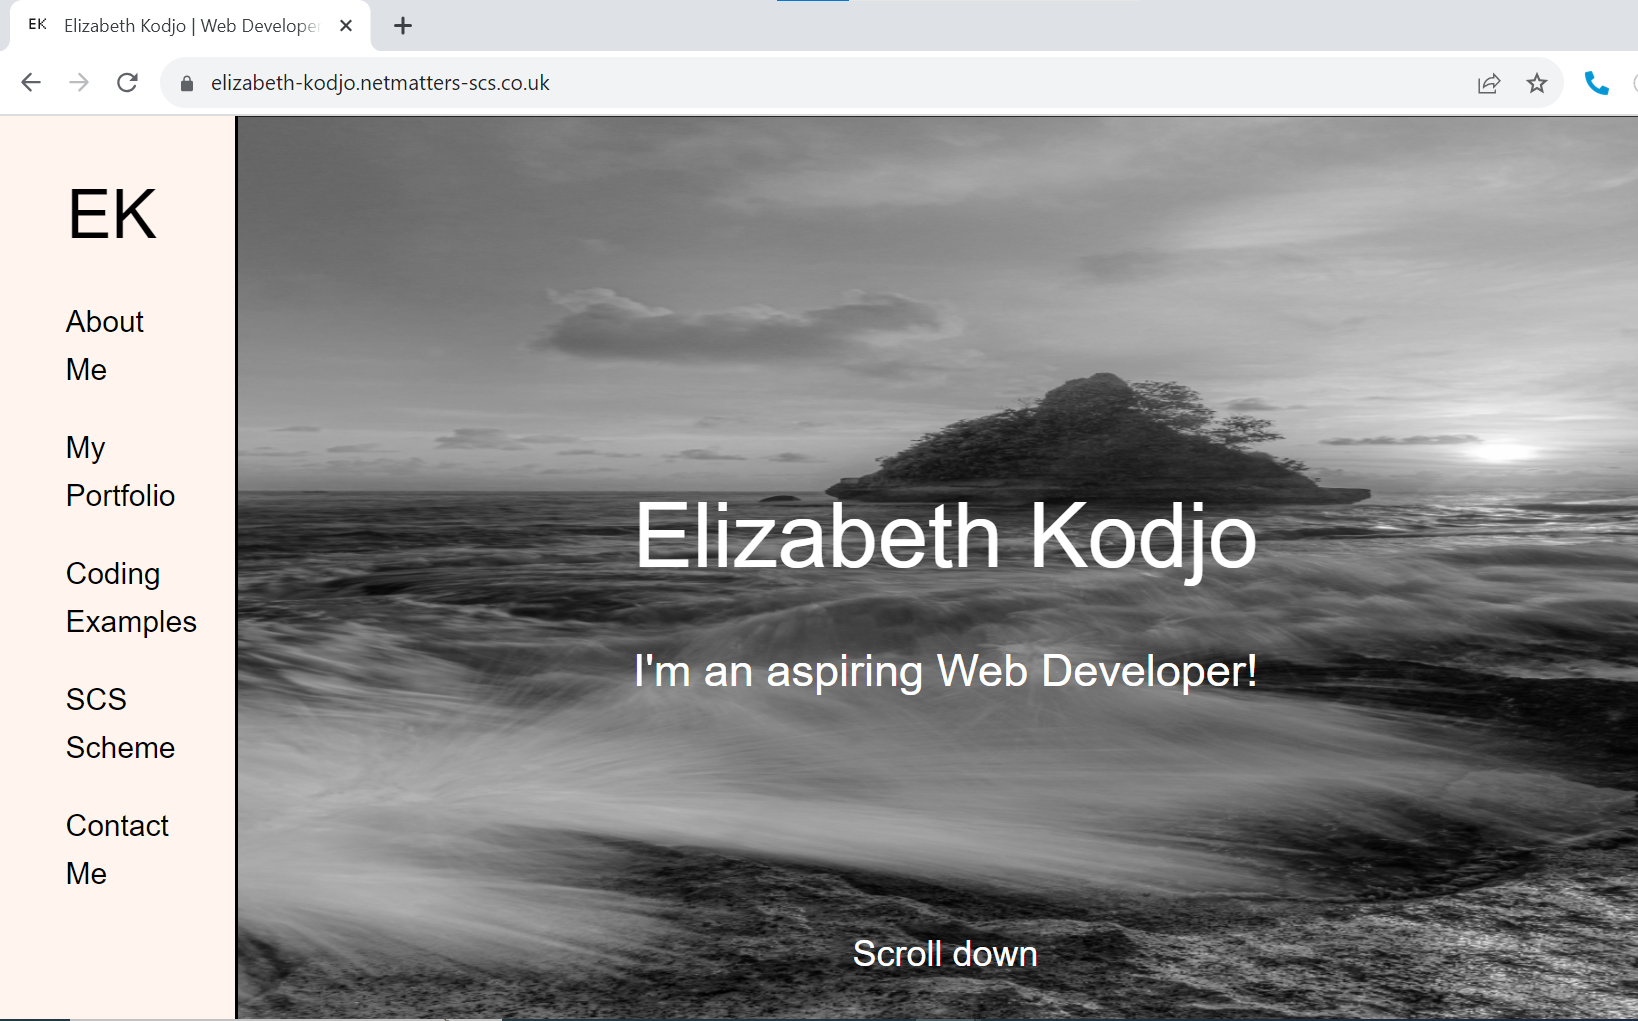 EK Elizabeth Kodjo | Web Developer
elizabeth-kodjo.netmatters-scs.co.uk
EK
About
Me
My
Portfolio
Coding
Examples
SCS
Scheme
Contact
Me
Elizabeth Kodjo
I'm an aspiring Web Developer!
Scroll down